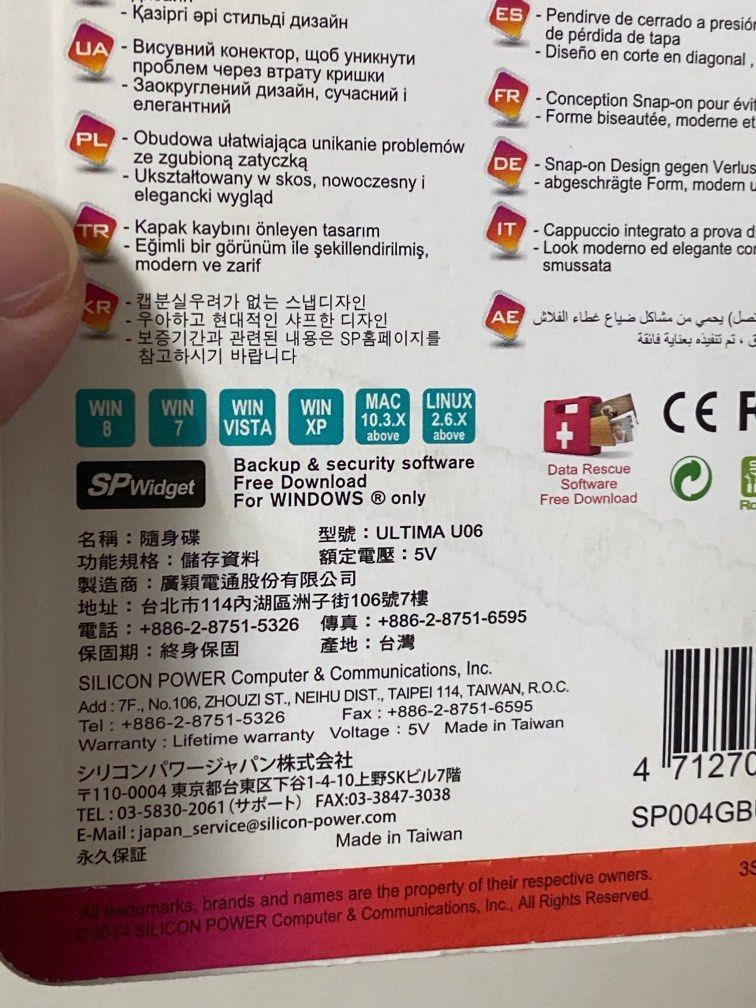 - Қазіргі әрі стильді дизайн
UA - Висувний конектор, щоб уникнути
проблем через втрату кришки
- Заокруглений дизайн, сучасний і
елегантний
PL - Obudowa ułatwiająca unikanie problemów
ze zgubioną zatyczką
- Ukształtowany w skos, nowoczesny i
elegancki wygląd
TR - Kapak kaybını önleyen tasarım
- Eğimli bir görünüm ile şekillendirilmiş,
modern ve zarif
KR - 캡분실우려가 없는 스냅디자인
- 우아하고 현대적인 샤프한 디자인
- 보증기간과 관련된 내용은 SP홈페이지를
참고하시기 바랍니다
ES - Pendirve de cerrado a presión
de pérdida de tapa
- Diseño en corte en diagonal ,
FR - Conception Snap-on pour
- Forme biseautée, moderne et
DE - Snap-on Design gegen
- abgeschrägte Form, modern
IT - Cappuccio integrato a prova
- Look moderno ed elegante
smussata
AE يحمي من مشاكل ضياع غطاء الفلاش
، تم تنفيذه بعناية فائقة
WIN 8
WIN 7
WIN VISTA
WIN XP
MAC 10.3.X above
LINUX 2.6.X above
SPWidget
Backup & security software
Free Download
For WINDOWS ® only
Data Rescue
Software
Free Download
CE
名稱：隨身碟 型號：ULTIMA U06
功能規格：儲存資料 額定電壓：5V
製造商：廣穎電通股份有限公司
地址：台北市114內湖區洲子街106號7樓
電話：+886-2-8751-5326 傳真：+886-2-8751-6595
保固期：終身保固 產地：台灣
SILICON POWER Computer & Communications, Inc.
Add : 7F., No.106, ZHOUZI ST., NEIHU DIST., TAIPEI 114, TAIWAN, R.O.C.
Tel : +886-2-8751-5326 Fax : +886-2-8751-6595
Warranty : Lifetime warranty Voltage : 5V Made in Taiwan
シリコンパワージャパン株式会社
〒110-0004 東京都台東区下谷1-4-10上野SKビル7階
TEL : 03-5830-2061 (サポート) FAX:03-3847-3038
E-Mail : japan_service@silicon-power.com
Made in Taiwan
永久保証
4 71270
SP004GB
All trademarks, brands and names are the property of their respective owners.
©2014 SILICON POWER Computer & Communications, Inc., All Rights Reserved.